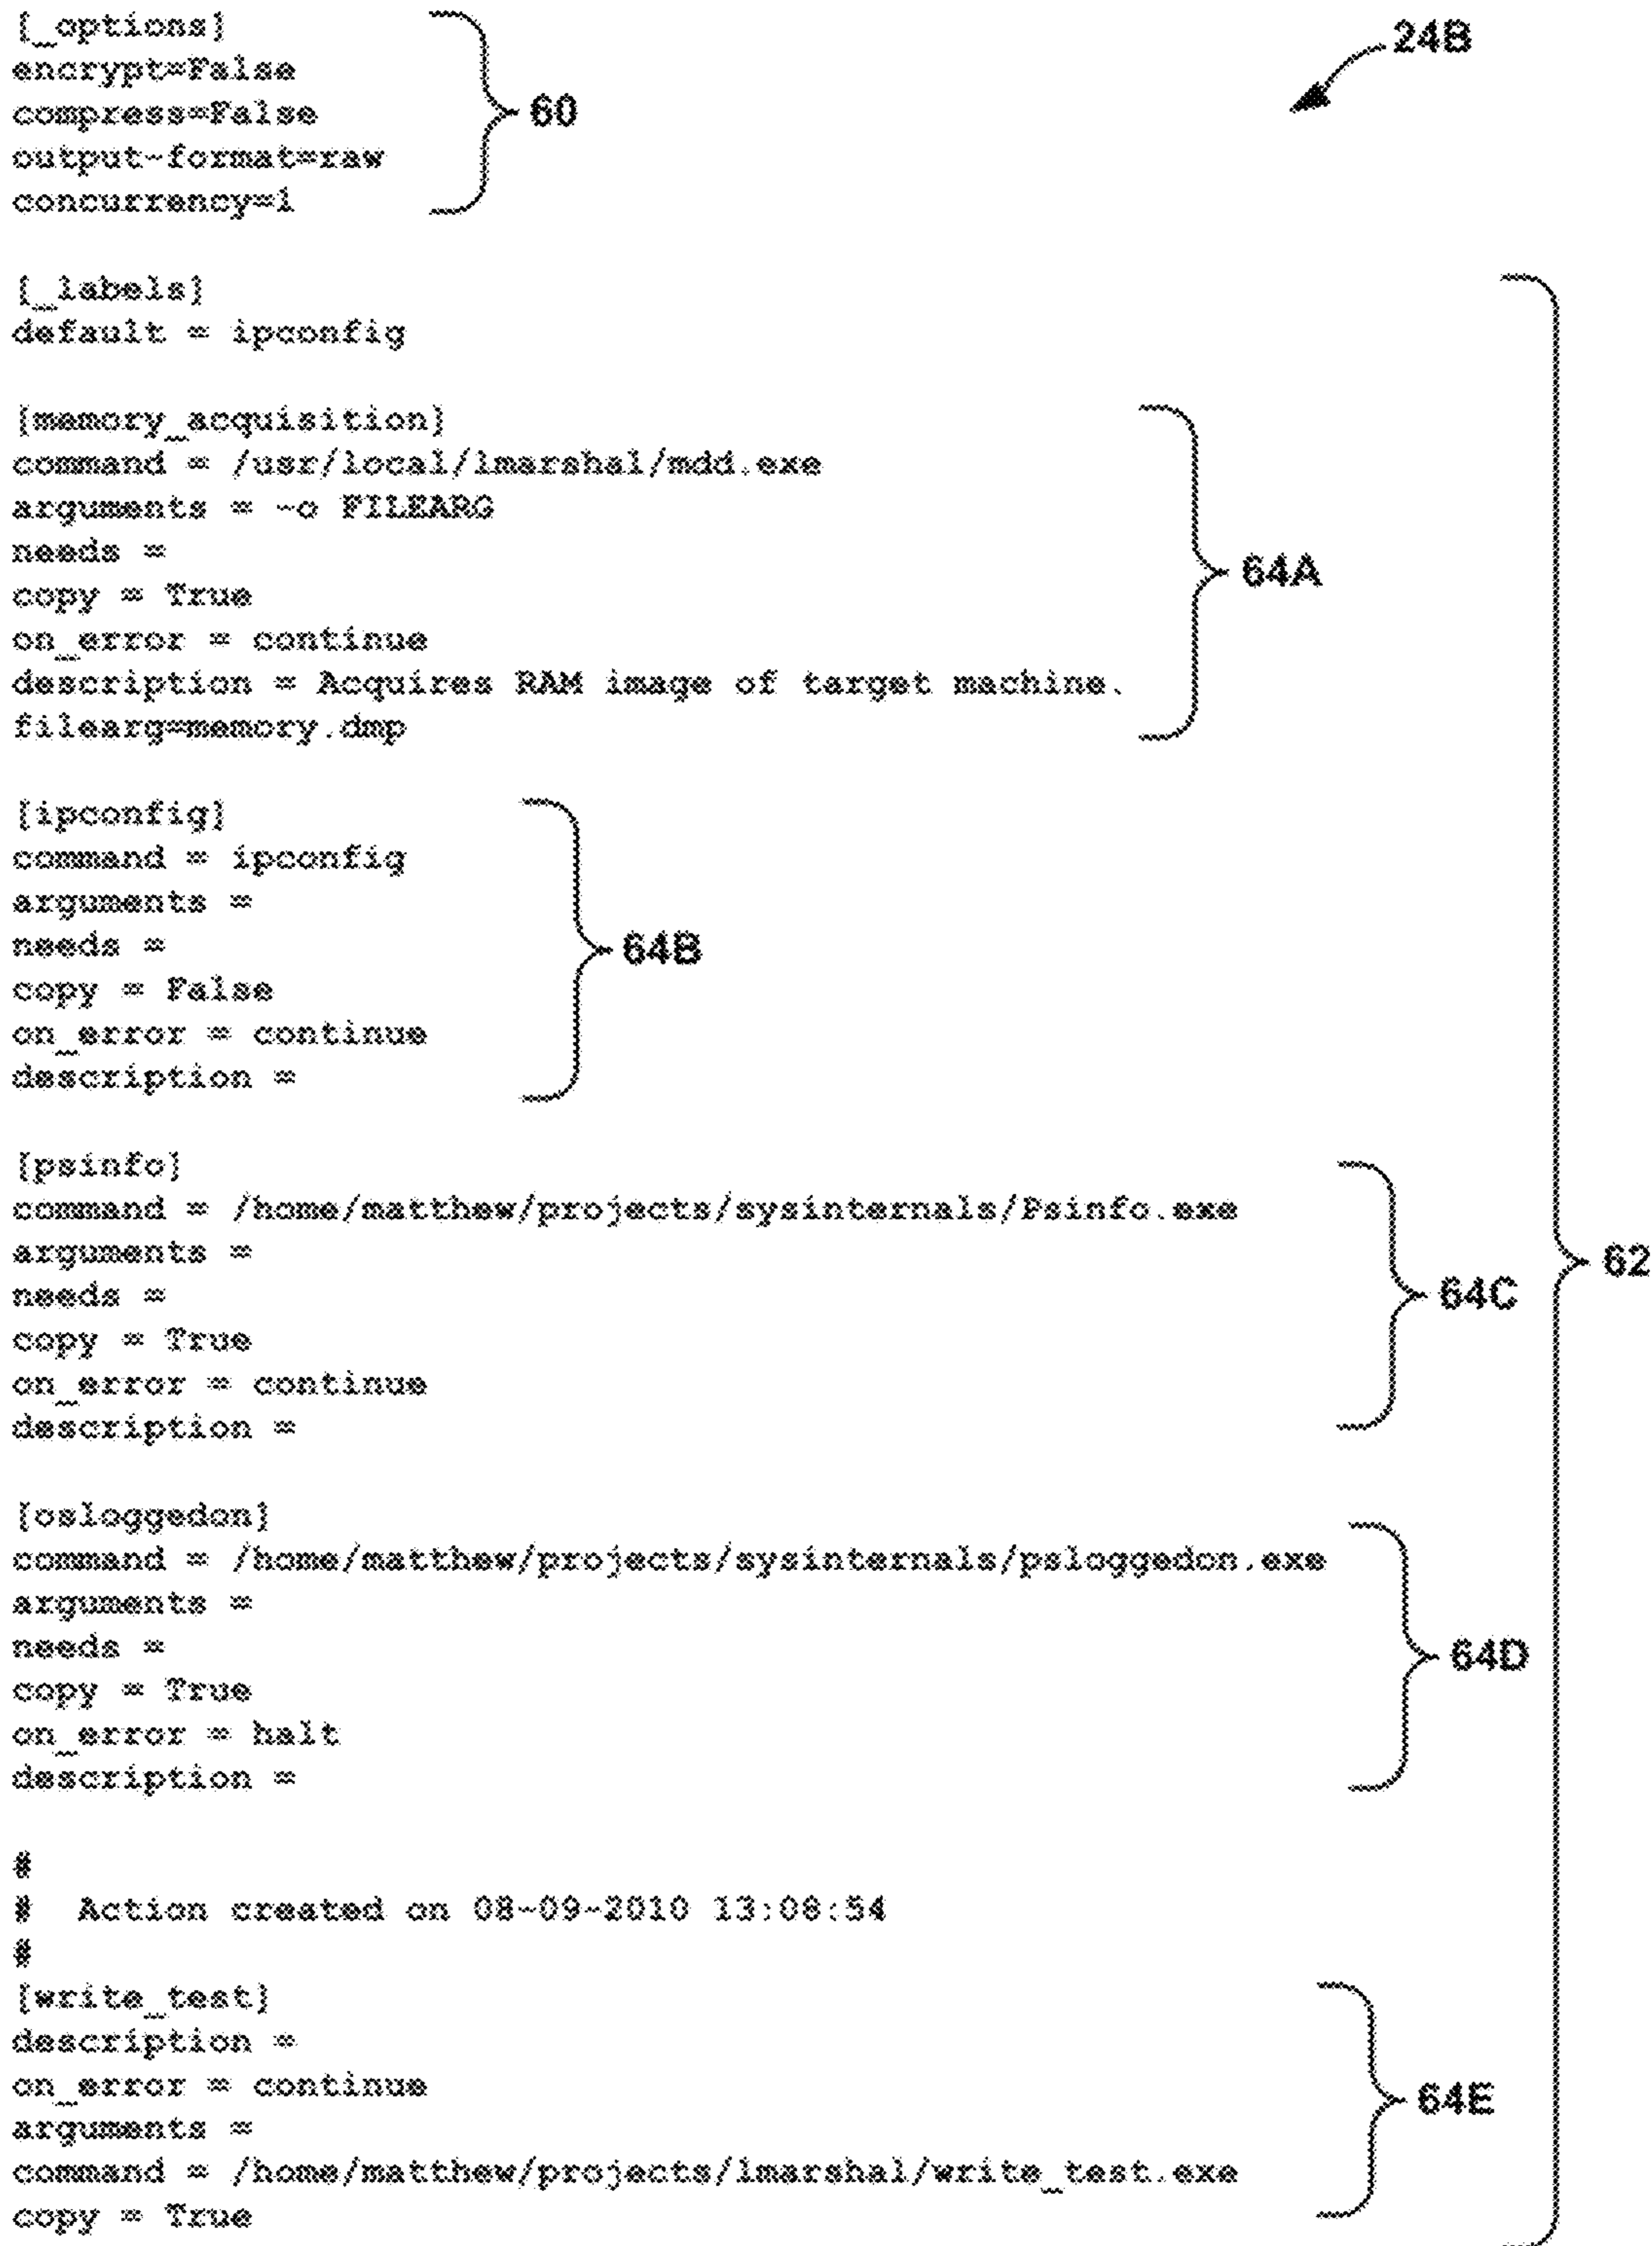 [_options]
encrypt=False
compress=False
output-format=raw
concurrency=1
60
24B
[_labels]
default = ipconfig
[memory_acquisition]
command = /usr/local/lmarshal/mdd.exe
arguments = -o FILEARG
needs =
copy = True
on_error = continue
description = Acquires RAM image of target machine.
filearg=memory.dmp
64A
[ipconfig]
command = ipconfig
arguments =
needs =
copy = False
on_error = continue
description =
64B
[psinfo]
command = /home/matthew/projects/sysinternals/Psinfo.exe
arguments =
needs =
copy = True
on_error = continue
description =
64C
62
[osloggedon]
command = /home/matthew/projects/sysinternals/psloggedon.exe
arguments =
needs =
copy = True
on_error = halt
description =
64D
#
#  Action created on 08-09-2010 13:08:54
#
[write_test]
description =
on_error = continue
arguments =
command = /home/matthew/projects/lmarshal/write_test.exe
copy = True
64E